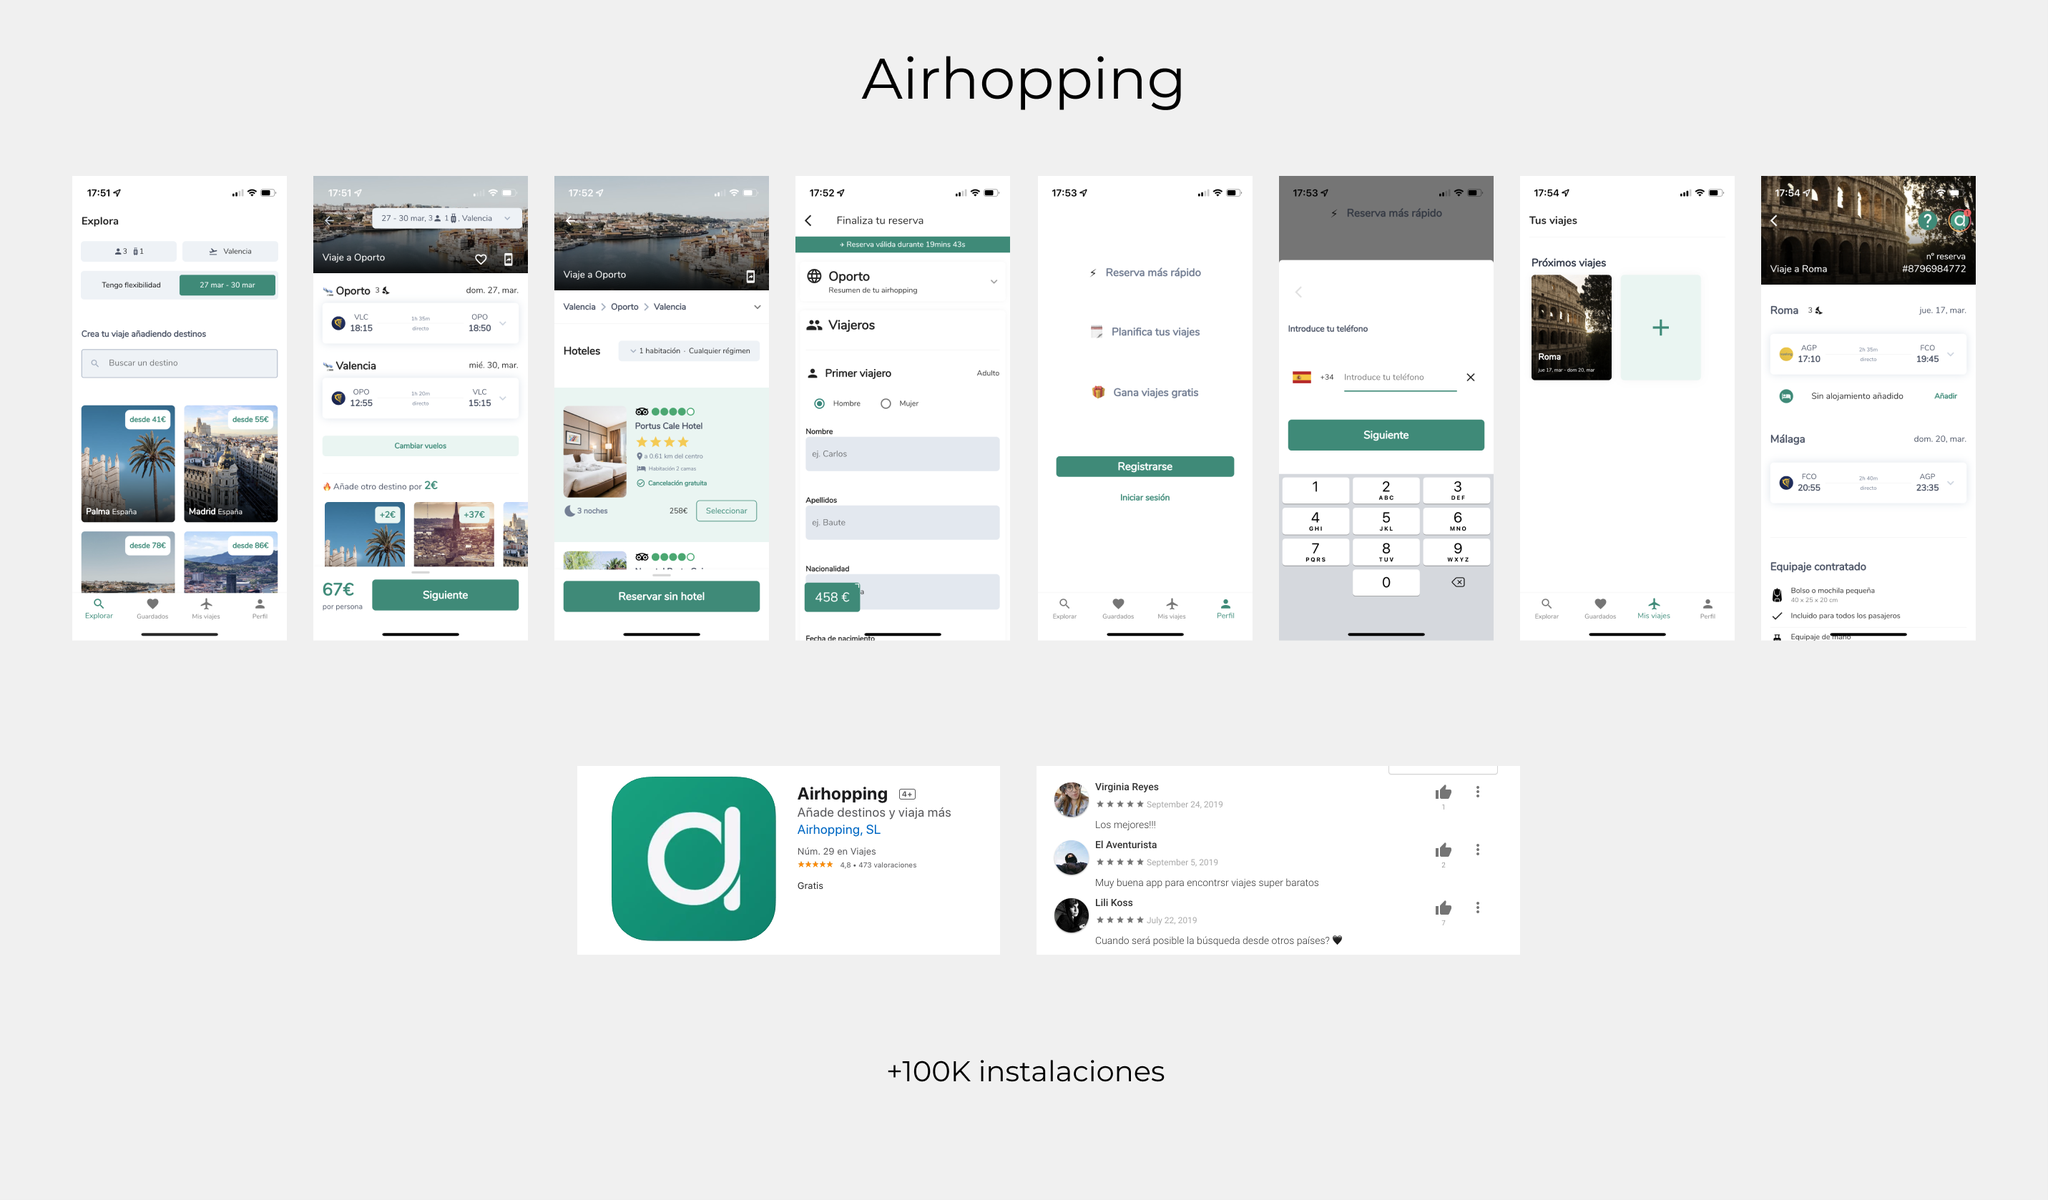 Airhopping
17:51
Explora
3 1
Valencia
Tengo flexibilidad
27 mar - 30 mar
Crea tu viaje añadiendo destinos
Buscar un destino
desde 41€
desde 55€
Palma España
Madrid España
desde 78€
desde 86€
Explorar
Guardados
Mis viajes
Perfil
17:51
27 - 30 mar, 3 1 , Valencia
Viaje a Oporto
Oporto 3
dom. 27, mar.
VLC
1h 35m
OPO
18:15
directo
18:50
Valencia
mié. 30, mar.
OPO
1h 20m
VLC
12:55
directo
15:15
Cambiar vuelos
Añade otro destino por 2€
+2€
+37€
67€
por persona
Siguiente
17:52
Viaje a Oporto
Valencia > Oporto > Valencia
Hoteles
1 habitación - Cualquier régimen
Portus Cale Hotel
a 0.61 km del centro
Habitación 2 camas
Cancelación gratuita
3 noches
258€
Seleccionar
Reservar sin hotel
17:52
Finaliza tu reserva
+ Reserva válida durante 19mins 43s
Oporto
Resumen de tu airhopping
Viajeros
Primer viajero
Adulto
Hombre
Mujer
Nombre
ej. Carlos
Apellidos
ej. Baute
Nacionalidad
458 €
Fecha de nacimiento
17:53
Reserva más rápido
Planifica tus viajes
Gana viajes gratis
Registrarse
Iniciar sesión
Explorar
Guardados
Mis viajes
Perfil
17:53
Reserva más rápido
Introduce tu teléfono
+34
Introduce tu teléfono
Siguiente
1
2
ABC
3
DEF
4
GHI
5
JKL
6
MNO
7
PQRS
8
TUV
9
WXYZ
0
17:54
Tus viajes
Próximos viajes
Roma
jue 17, mar - dom 20, mar
Explorar
Guardados
Mis viajes
Perfil
17:54
nº reserva
Viaje a Roma
#8796984772
Roma 3
jue. 17, mar.
AGP
2h 35m
FCO
17:10
directo
19:45
Sin alojamiento añadido
Añadir
Málaga
dom. 20, mar.
FCO
2h 40m
AGP
20:55
directo
23:35
Equipaje contratado
Bolso o mochila pequeña
40 x 25 x 20 cm
Incluido para todos los pasajeros
Equipaje de mano
Airhopping 4+
Añade destinos y viaja más
Airhopping, SL
Núm. 29 en Viajes
4,8 • 473 valoraciones
Gratis
Virginia Reyes
September 24, 2019
1
Los mejores!!!
El Aventurista
September 5, 2019
2
Muy buena app para encontrsr viajes super baratos
Lili Koss
July 22, 2019
7
Cuando será posible la búsqueda desde otros países? 🖤
+100K instalaciones